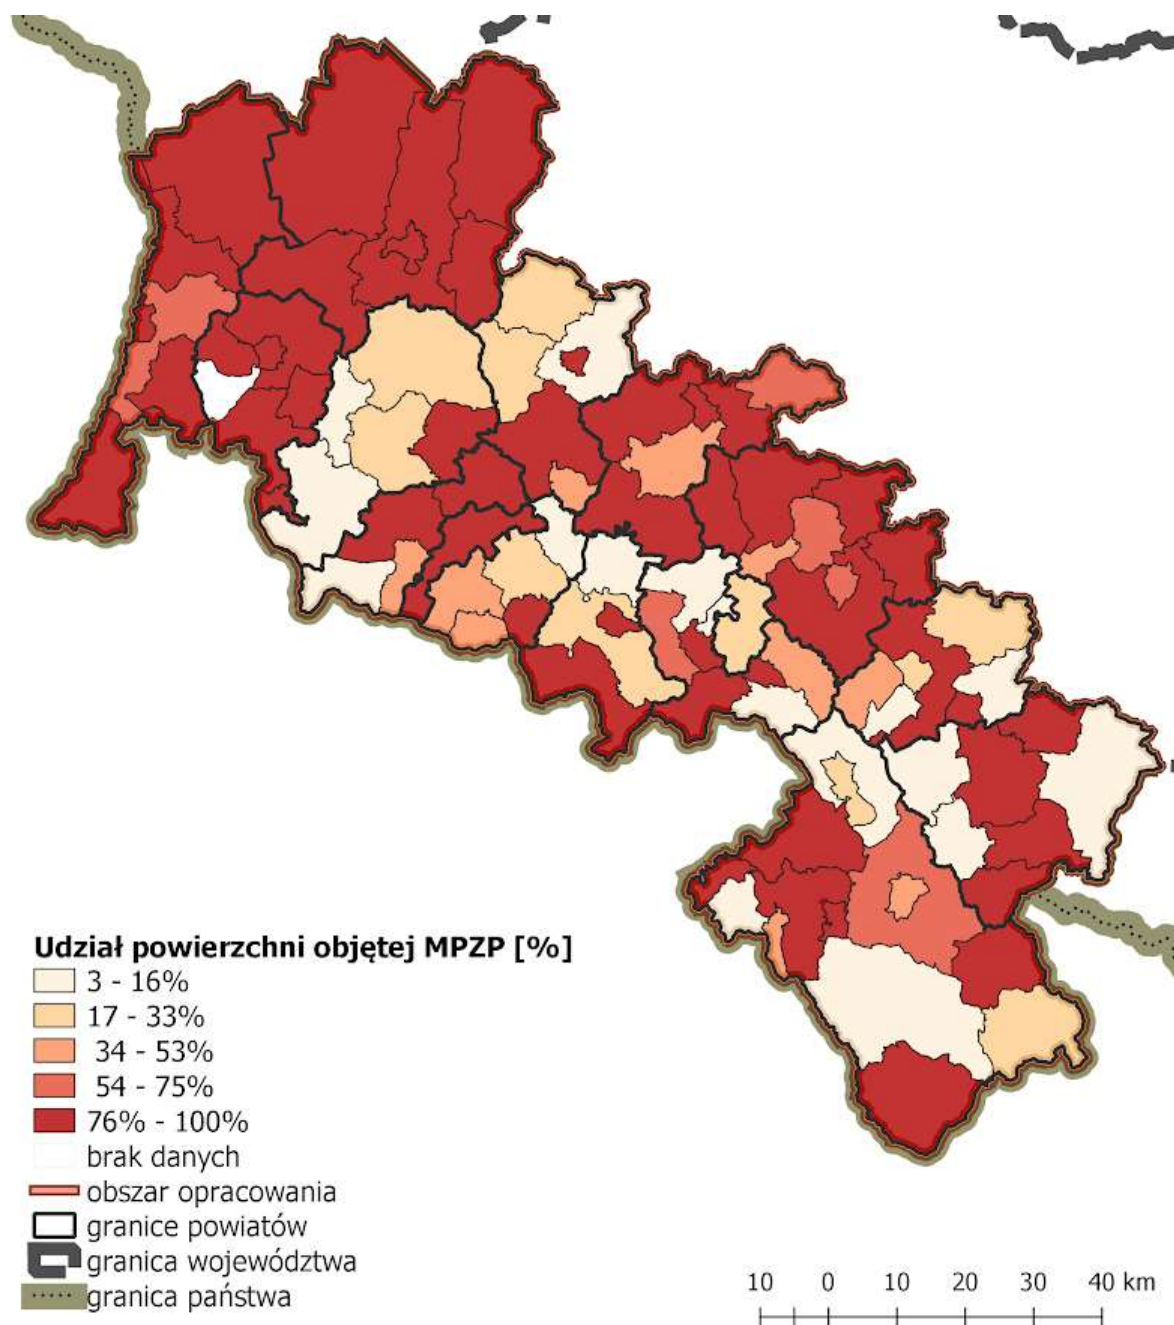 Udział powierzchni objętej MPZP [%]
3 - 16%
17 - 33%
34 - 53%
54 - 75%
76% - 100%
brak danych
obszar opracowania
granice powiatów
granica województwa
granica państwa
10 0 10 20 30 40 km